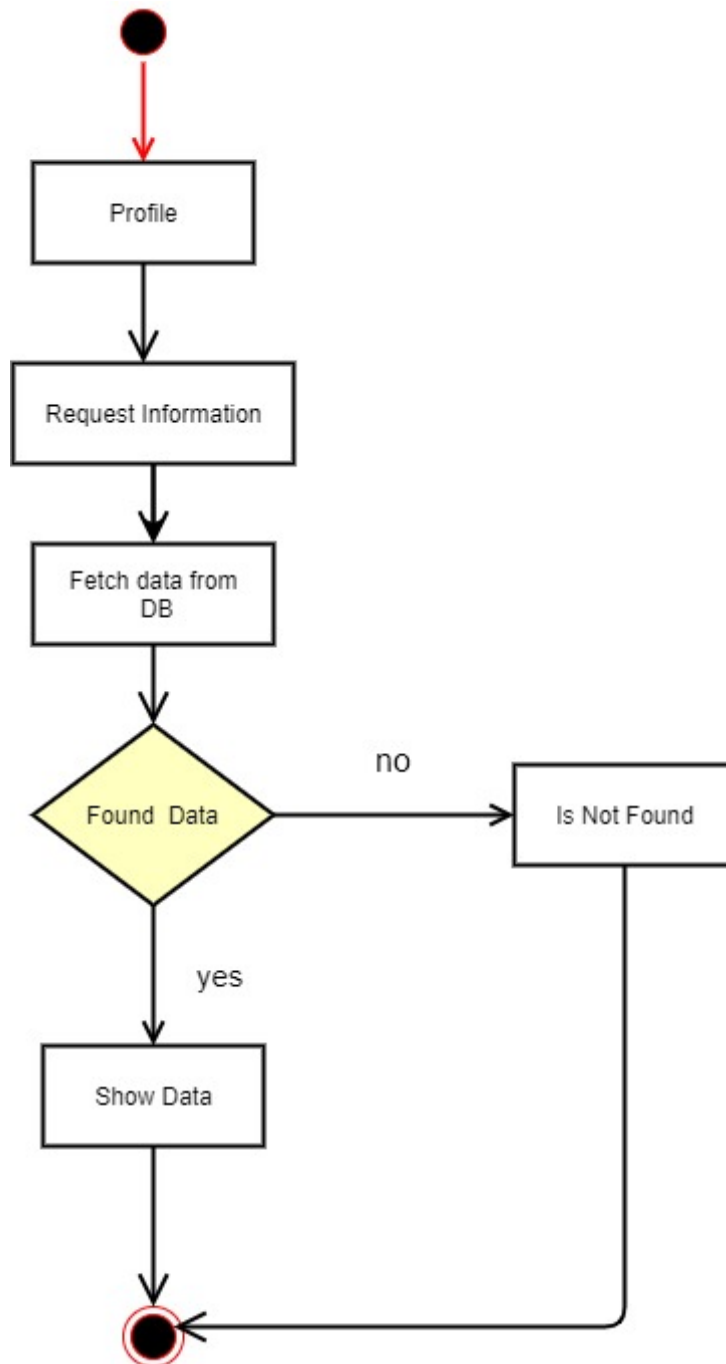 Profile
Request Information
Fetch data from
DB
Found Data
no
Is Not Found
yes
Show Data